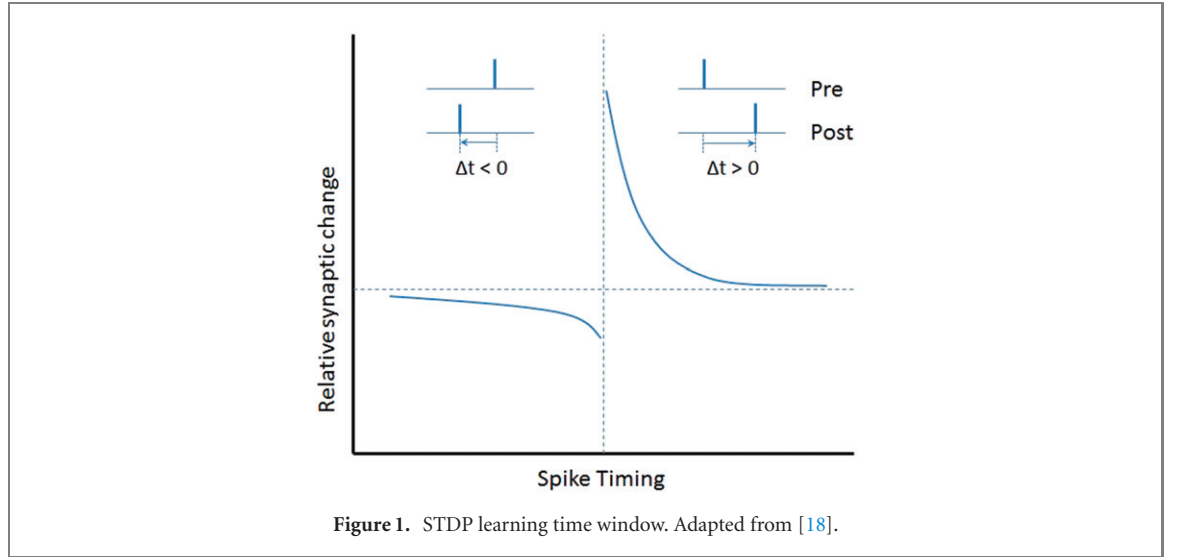 Pre
Post
Δt < 0
Δt > 0
Relative synaptic change
Spike Timing
Figure 1. STDP learning time window. Adapted from [18].